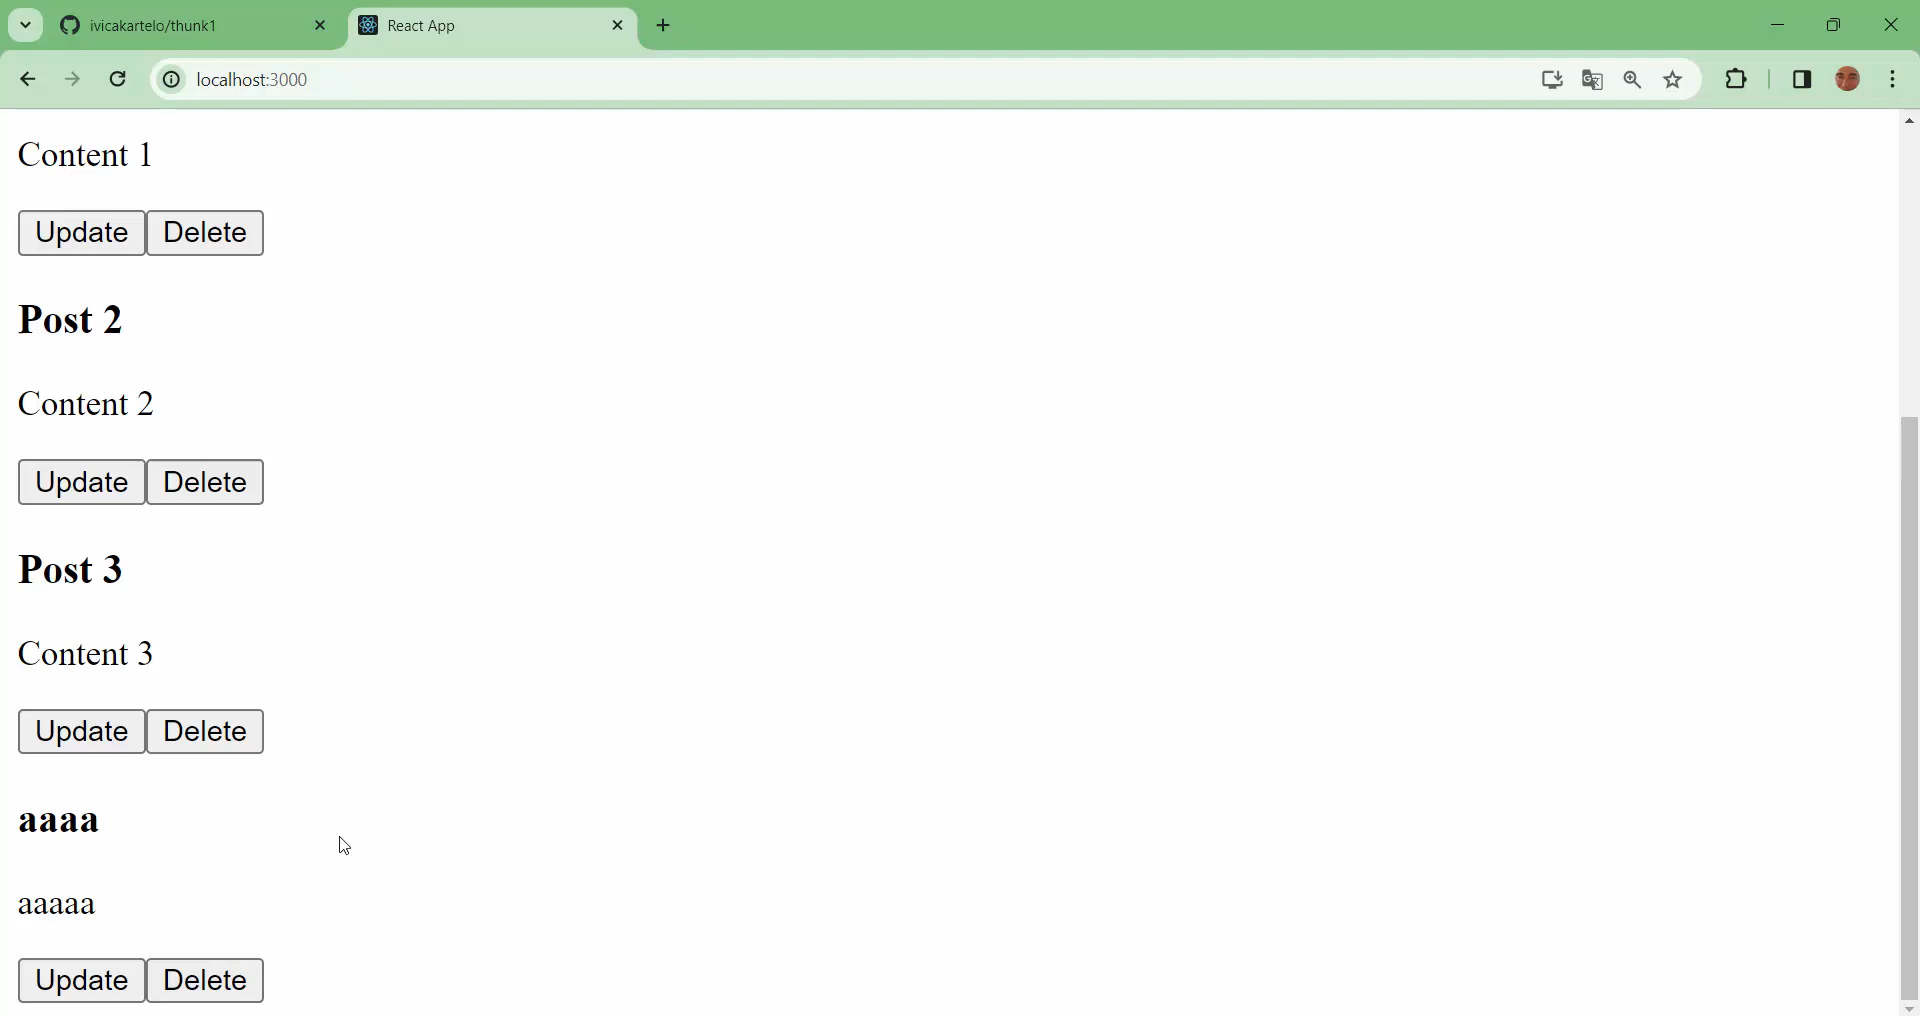 ivicakartelo/thunk1
React App
localhost:3000
Content 1
Update Delete
Post 2
Content 2
Update Delete
Post 3
Content 3
Update Delete
aaaa
aaaaa
Update Delete